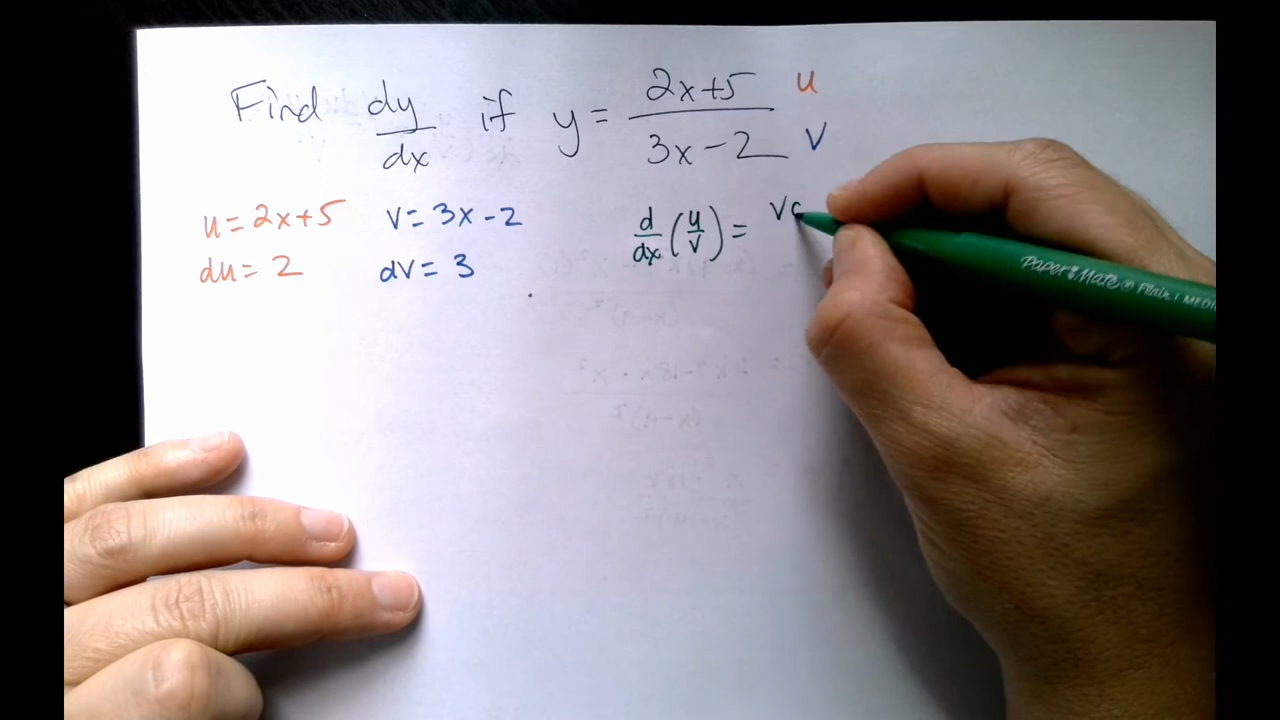 Find dy/dx if y = (2x+5)/(3x-2) u v
u = 2x+5 v = 3x-2 d/dx (u/v) = v
du = 2 dv = 3
Paper Mate® Flair